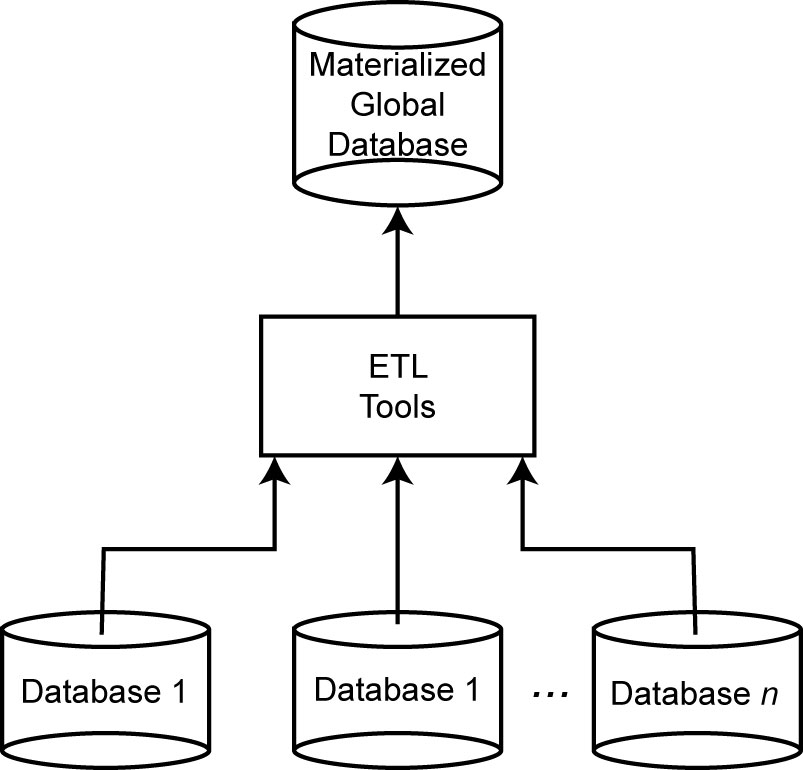 Materialized
Global
Database
ETL
Tools
Database 1
Database 1
...
Database n